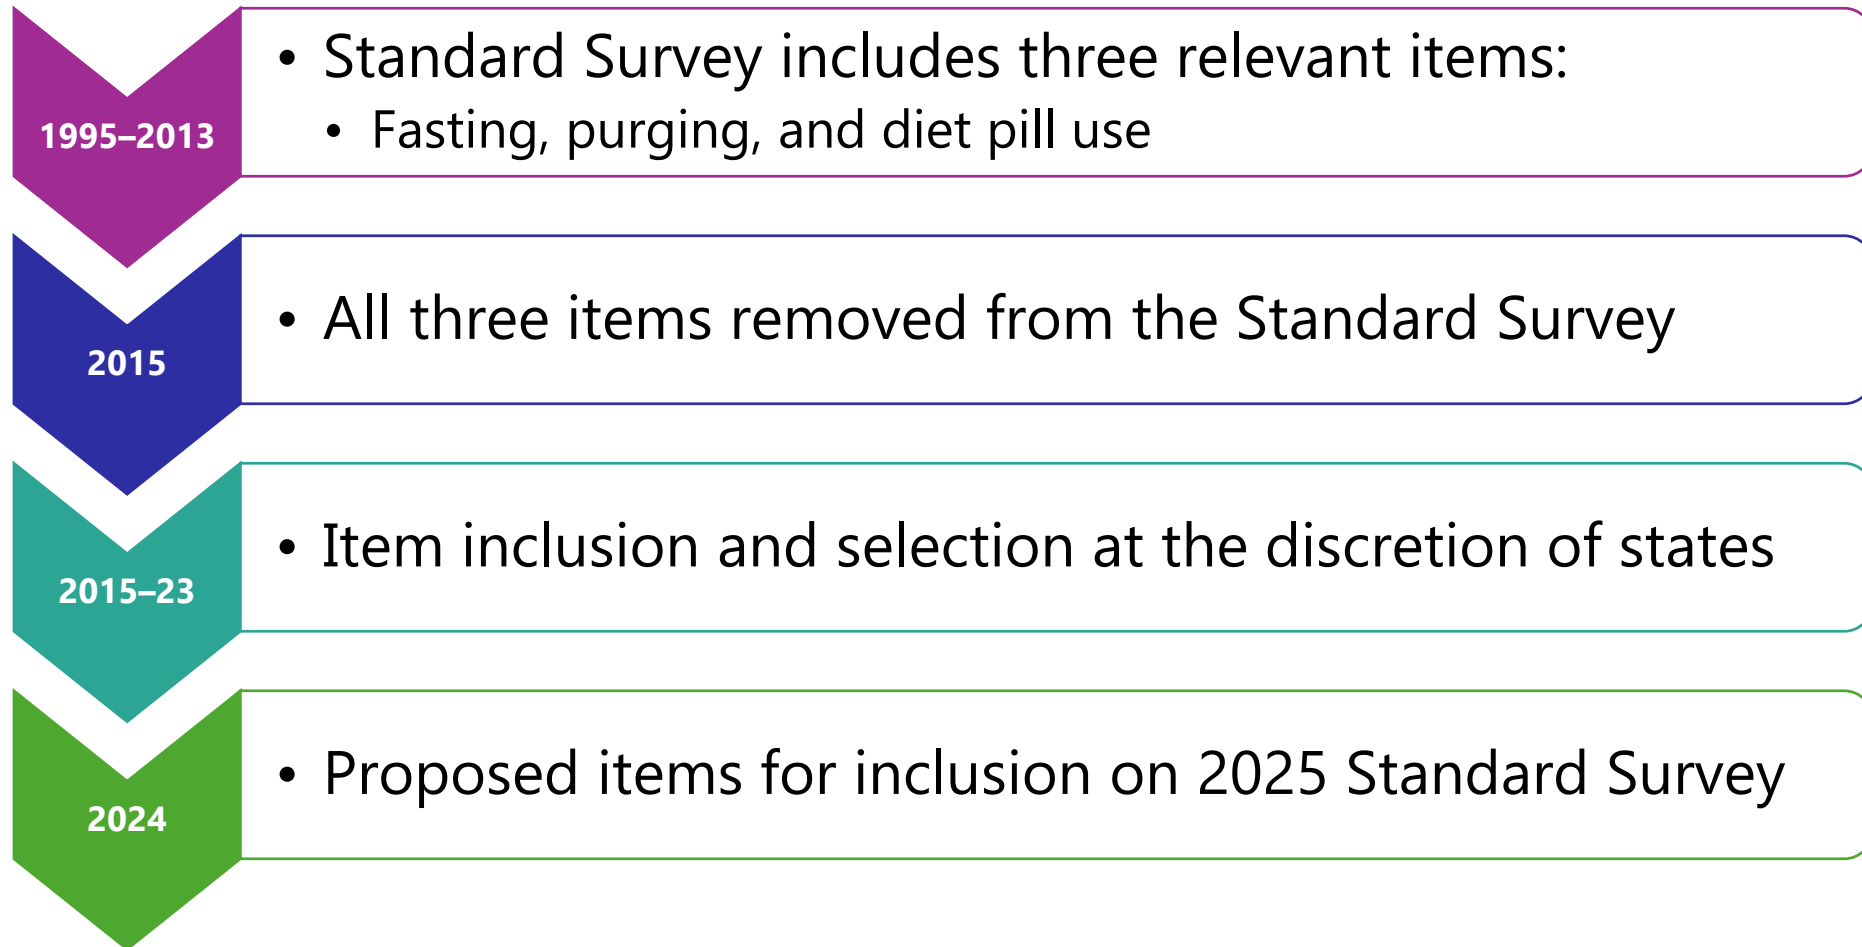 1995–2013
• Standard Survey includes three relevant items:
• Fasting, purging, and diet pill use
2015
• All three items removed from the Standard Survey
2015–23
• Item inclusion and selection at the discretion of states
2024
• Proposed items for inclusion on 2025 Standard Survey